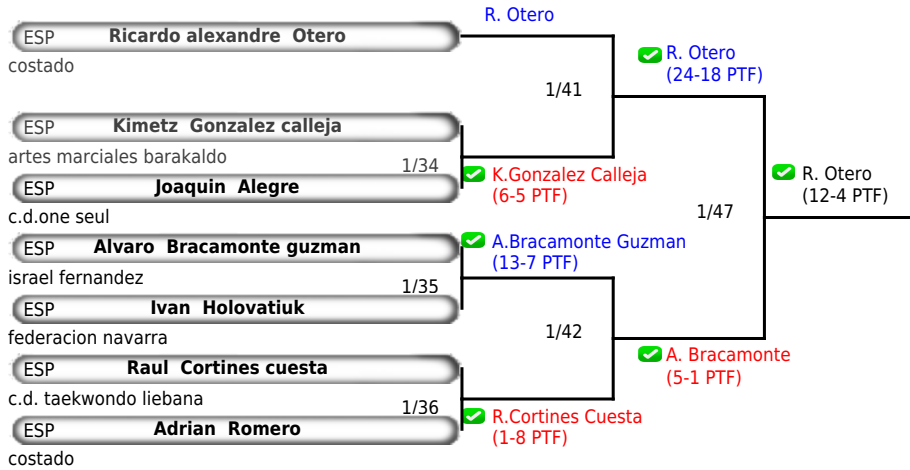 R. Otero
ESP Ricardo alexandre Otero
costado
R. Otero
(24-18 PTF)
1/41
ESP Kimetz Gonzalez calleja
artes marciales barakaldo
1/34
ESP Joaquin Alegre
c.d.one seul
K.Gonzalez Calleja
(6-5 PTF)
R. Otero
(12-4 PTF)
1/47
ESP Alvaro Bracamonte guzman
israel fernandez
A.Bracamonte Guzman
(13-7 PTF)
1/35
ESP Ivan Holovatiuk
federacion navarra
1/42
ESP Raul Cortines cuesta
c.d. taekwondo liebana
A. Bracamonte
(5-1 PTF)
1/36
ESP Adrian Romero
costado
R.Cortines Cuesta
(1-8 PTF)